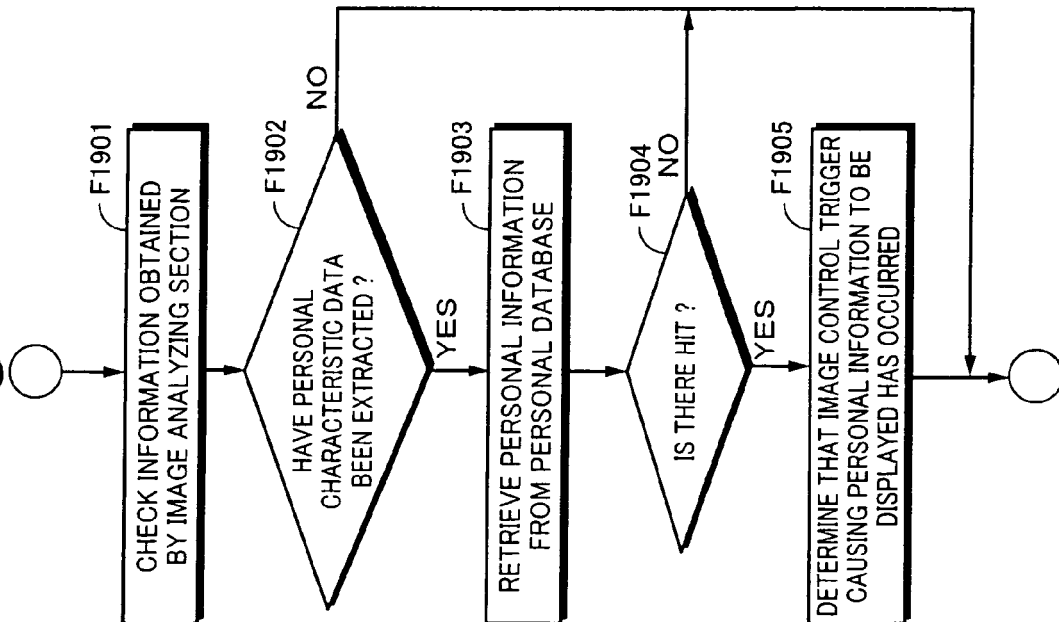 F1901
CHECK INFORMATION OBTAINED
BY IMAGE ANALYZING SECTION
F1902
HAVE PERSONAL
CHARACTERISTIC DATA
BEEN EXTRACTED ?
NO
YES
F1903
RETRIEVE PERSONAL INFORMATION
FROM PERSONAL DATABASE
F1904
IS THERE HIT ?
NO
YES
F1905
DETERMINE THAT IMAGE CONTROL TRIGGER
CAUSING PERSONAL INFORMATION TO BE
DISPLAYED HAS OCCURRED